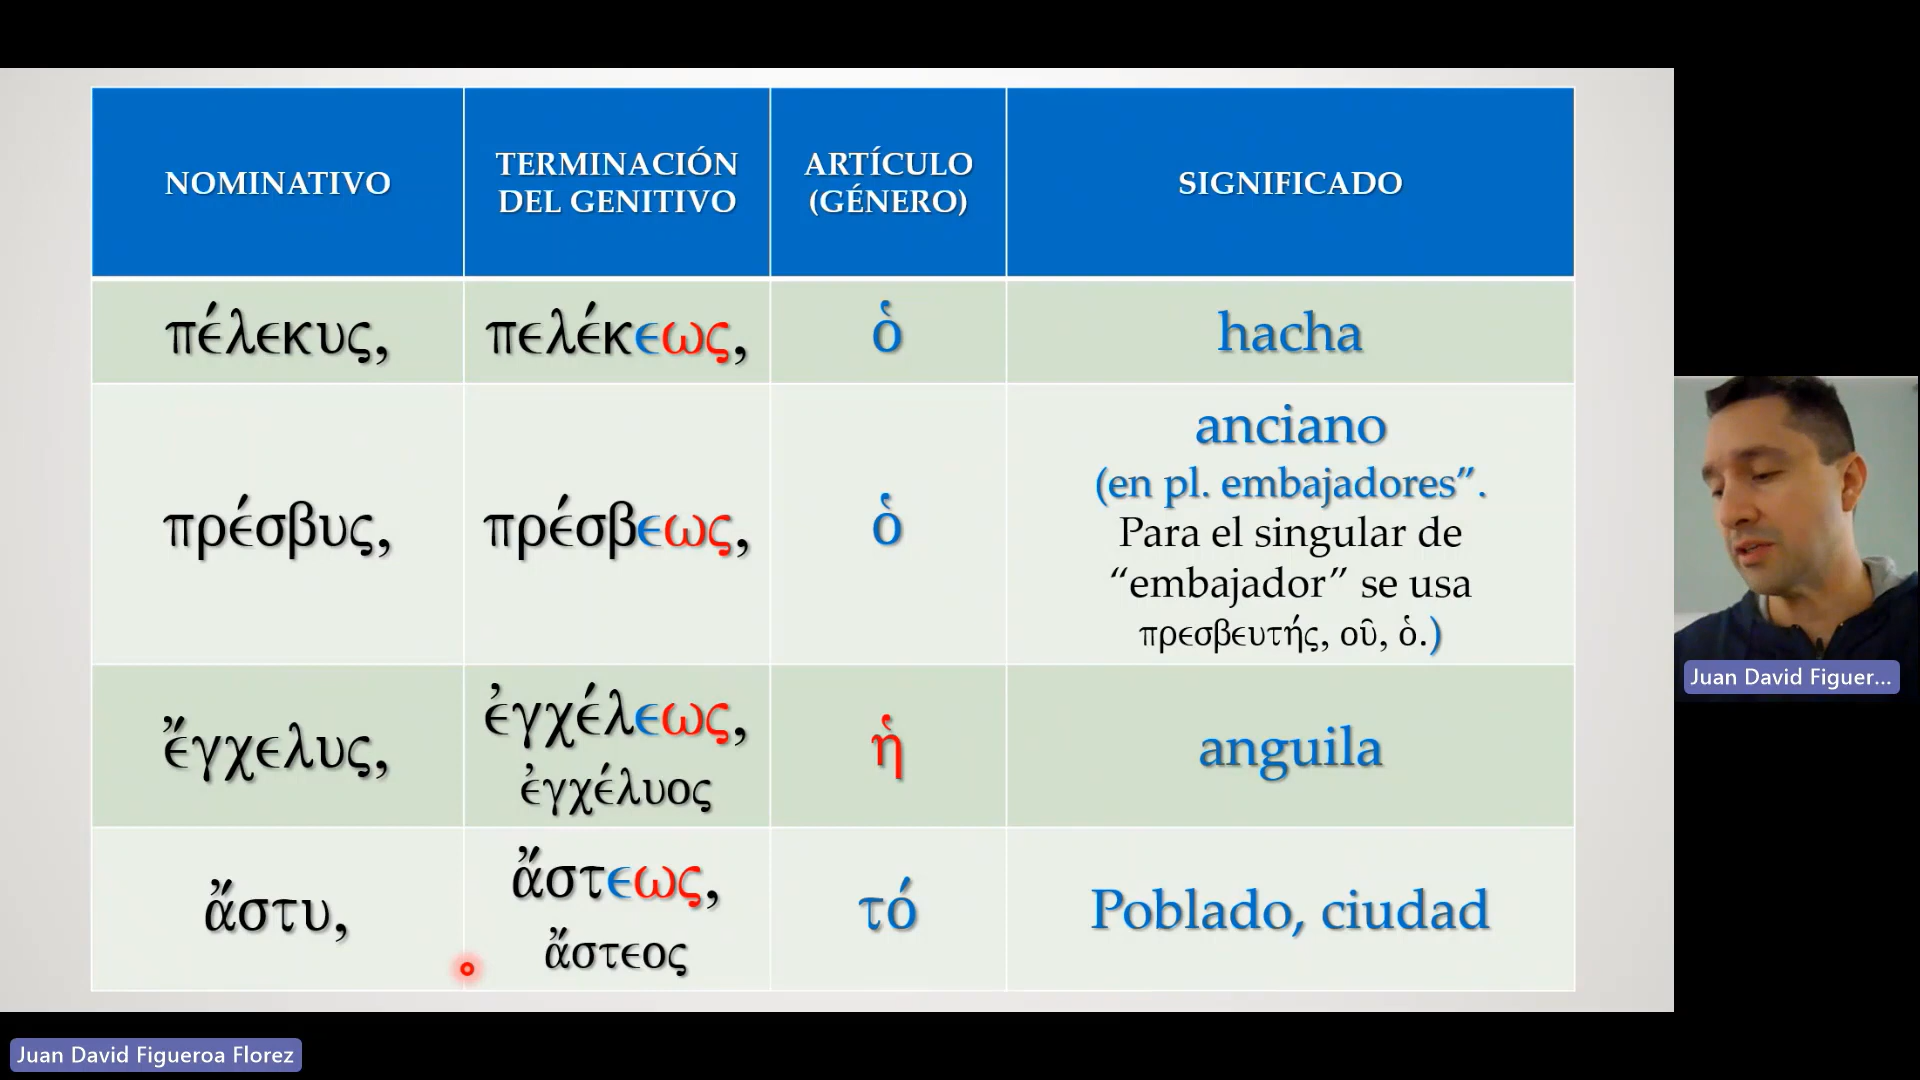 NOMINATIVO
TERMINACIÓN
DEL GENITIVO
ARTÍCULO
(GÉNERO)
SIGNIFICADO
πέλεκυς,
πελέκεως,
ὁ
hacha
πρέσβυς,
πρέσβεως,
ὁ
anciano
(en pl. embajadores”.
Para el singular de
“embajador” se usa
πρεσβευτής, οῦ, ὁ.)
ἔγχελυς,
ἐγχέλεως,
ἐγχέλυος
ἡ
anguila
ἄστυ,
ἄστεως,
ἄστεος
τό
Poblado, ciudad
Juan David Figuer...
Juan David Figueroa Florez